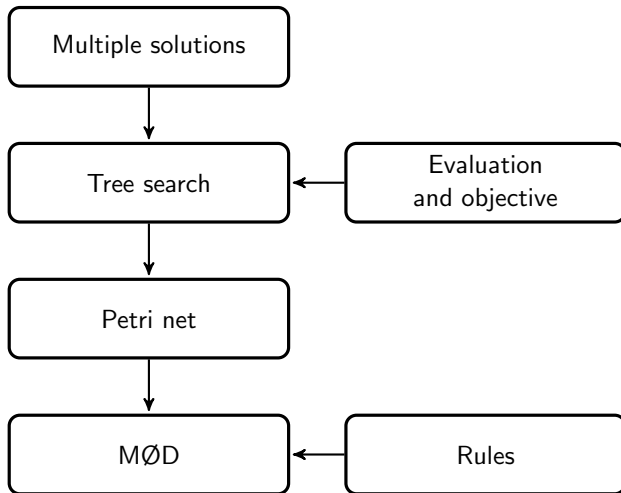 Multiple solutions
Tree search
Evaluation
and objective
Petri net
MØD
Rules